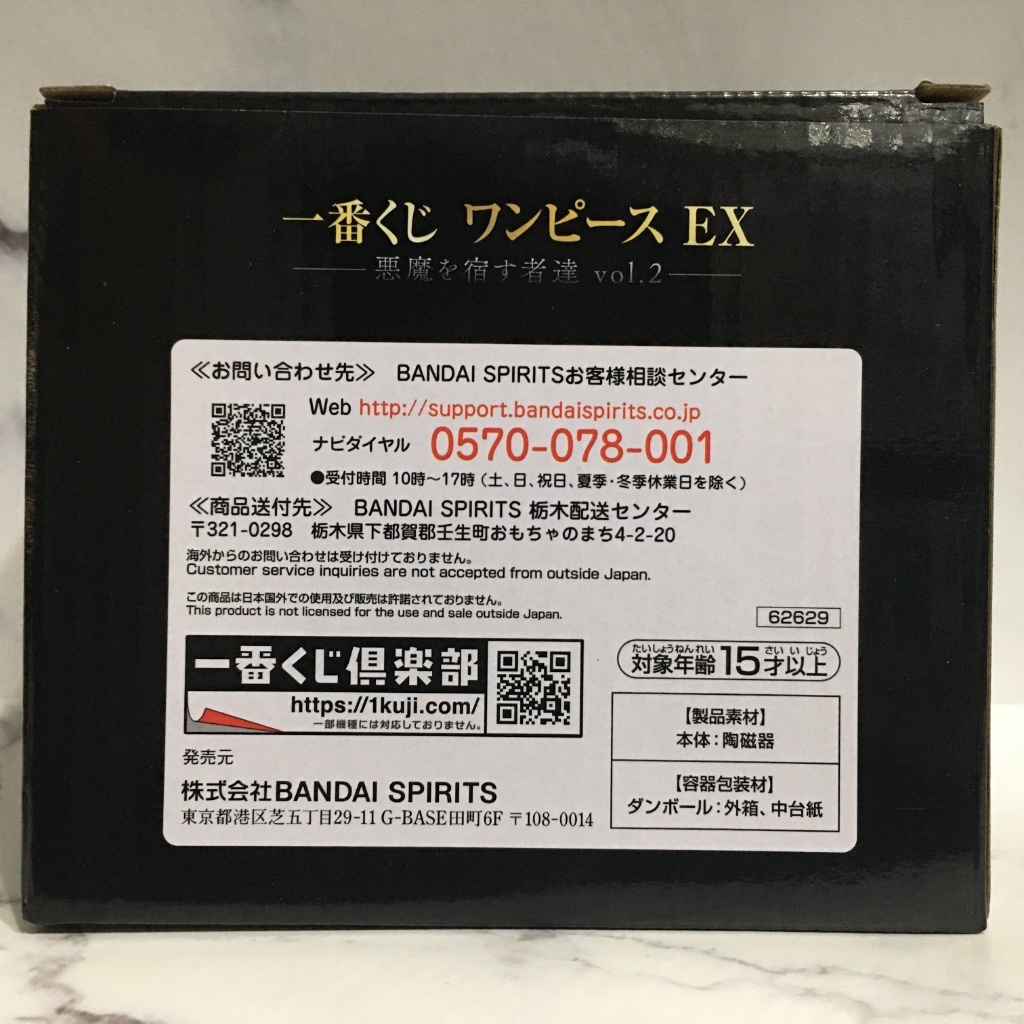 一番くじ ワンピース EX
悪魔を宿す者達 vol.2
≪お問い合わせ先≫ BANDAI SPIRITSお客様相談センター
Web http://support.bandaispirits.co.jp
ナビダイヤル 0570-078-001
●受付時間 10時〜17時（土、日、祝日、夏季・冬季休業日を除く）
≪商品送付先≫ BANDAI SPIRITS 栃木配送センター
〒321-0298 栃木県下都賀郡壬生町おもちゃのまち4-2-20
海外からのお問い合わせは受け付けておりません。
Customer service inquiries are not accepted from outside Japan.
この商品は日本国外での使用及び販売は許諾されておりません。
This product is not licensed for the use and sale outside Japan.
62629
一番くじ倶楽部
https://1kuji.com/
一部機種には対応しておりません。
たいしょうねんれい さい い じょう
対象年齢15才以上
【製品素材】
本体：陶磁器
【容器包装材】
ダンボール：外箱、中台紙
発売元
株式会社BANDAI SPIRITS
東京都港区芝五丁目29-11 G-BASE田町6F 〒108-0014